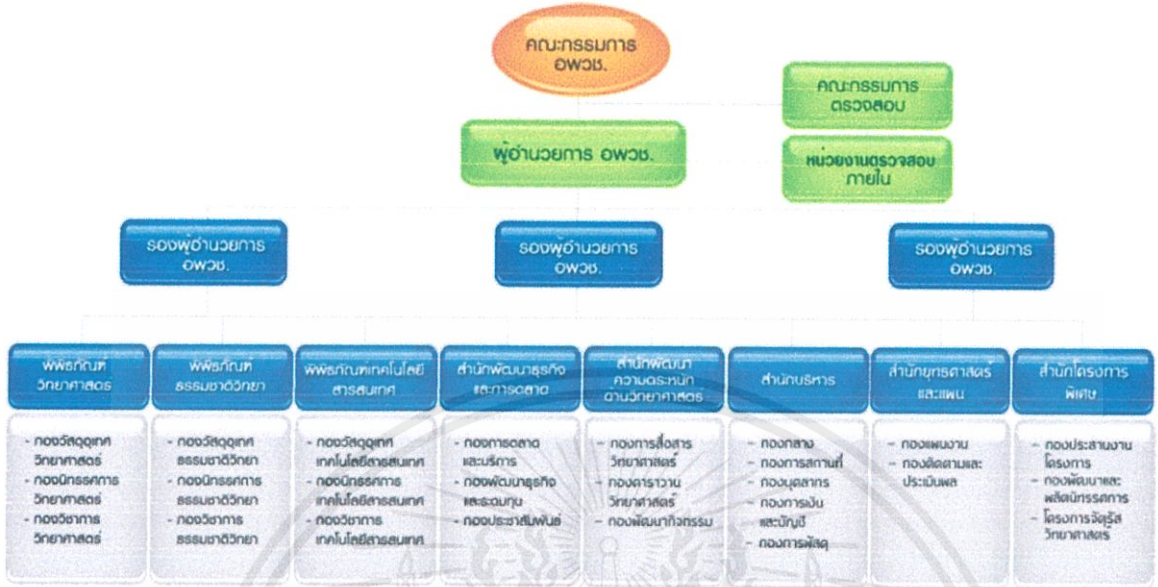 คณะกรรมการ
อพวช.
คณะกรรมการ
ตรวจสอบ
ผู้อำนวยการ อพวช.
หน่วยงานตรวจสอบ
ภายใน
รองผู้อำนวยการ
อพวช.
รองผู้อำนวยการ
อพวช.
รองผู้อำนวยการ
อพวช.
พิพิธภัณฑ์
วิทยาศาสตร์
พิพิธภัณฑ์
ธรรมชาติวิทยา
พิพิธภัณฑ์เทคโนโลยี
สารสนเทศ
สำนักพัฒนาธุรกิจ
และการตลาด
สำนักพัฒนา
ความตระหนัก
ด้านวิทยาศาสตร์
สำนักบริหาร
สำนักยุทธศาสตร์
และแผน
สำนักโครงการ
พิเศษ
- กองวัสดุอุเทศ
วิทยาศาสตร์
- กองนิทรรศการ
วิทยาศาสตร์
- กองวิชาการ
วิทยาศาสตร์
- กองวัสดุอุเทศ
ธรรมชาติวิทยา
- กองนิทรรศการ
ธรรมชาติวิทยา
- กองวิชาการ
ธรรมชาติวิทยา
- กองวัสดุอุเทศ
เทคโนโลยีสารสนเทศ
- กองนิทรรศการ
เทคโนโลยีสารสนเทศ
- กองวิชาการ
เทคโนโลยีสารสนเทศ
- กองการตลาด
และบริการ
- กองพัฒนาธุรกิจ
และระดมทุน
- กองประชาสัมพันธ์
- กองการสื่อสาร
วิทยาศาสตร์
- กองคาราวาน
วิทยาศาสตร์
- กองพัฒนากิจกรรม
- กองกลาง
- กองการสถานที่
- กองบุคลากร
- กองการเงิน
และบัญชี
- กองการพัสดุ
- กองแผนงาน
- กองติดตามและ
ประเมินผล
- กองประสานงาน
โครงการ
- กองพัฒนาและ
ผลิตนิทรรศการ
- โครงการจัตุรัส
วิทยาศาสตร์